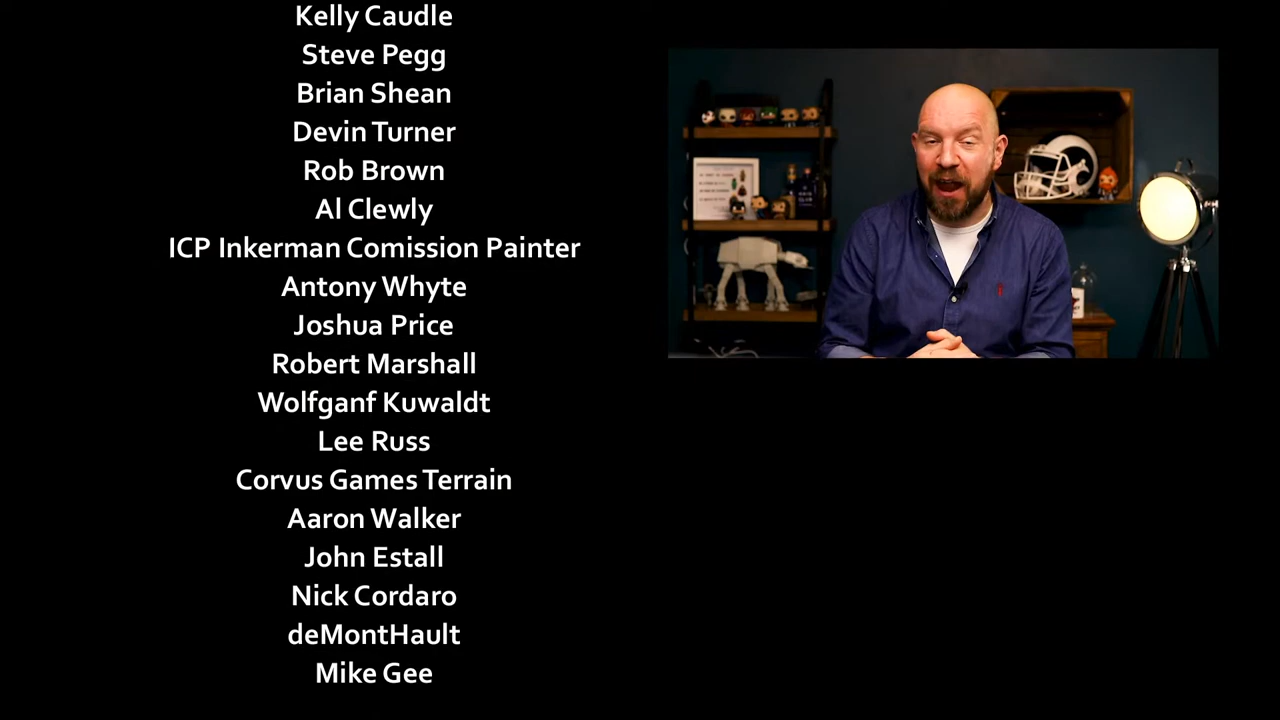 Kelly Caudle
Steve Pegg
Brian Shean
Devin Turner
Rob Brown
Al Clewly
ICP Inkerman Comission Painter
Antony Whyte
Joshua Price
Robert Marshall
Wolfganf Kuwaldt
Lee Russ
Corvus Games Terrain
Aaron Walker
John Estall
Nick Cordaro
deMontHault
Mike Gee